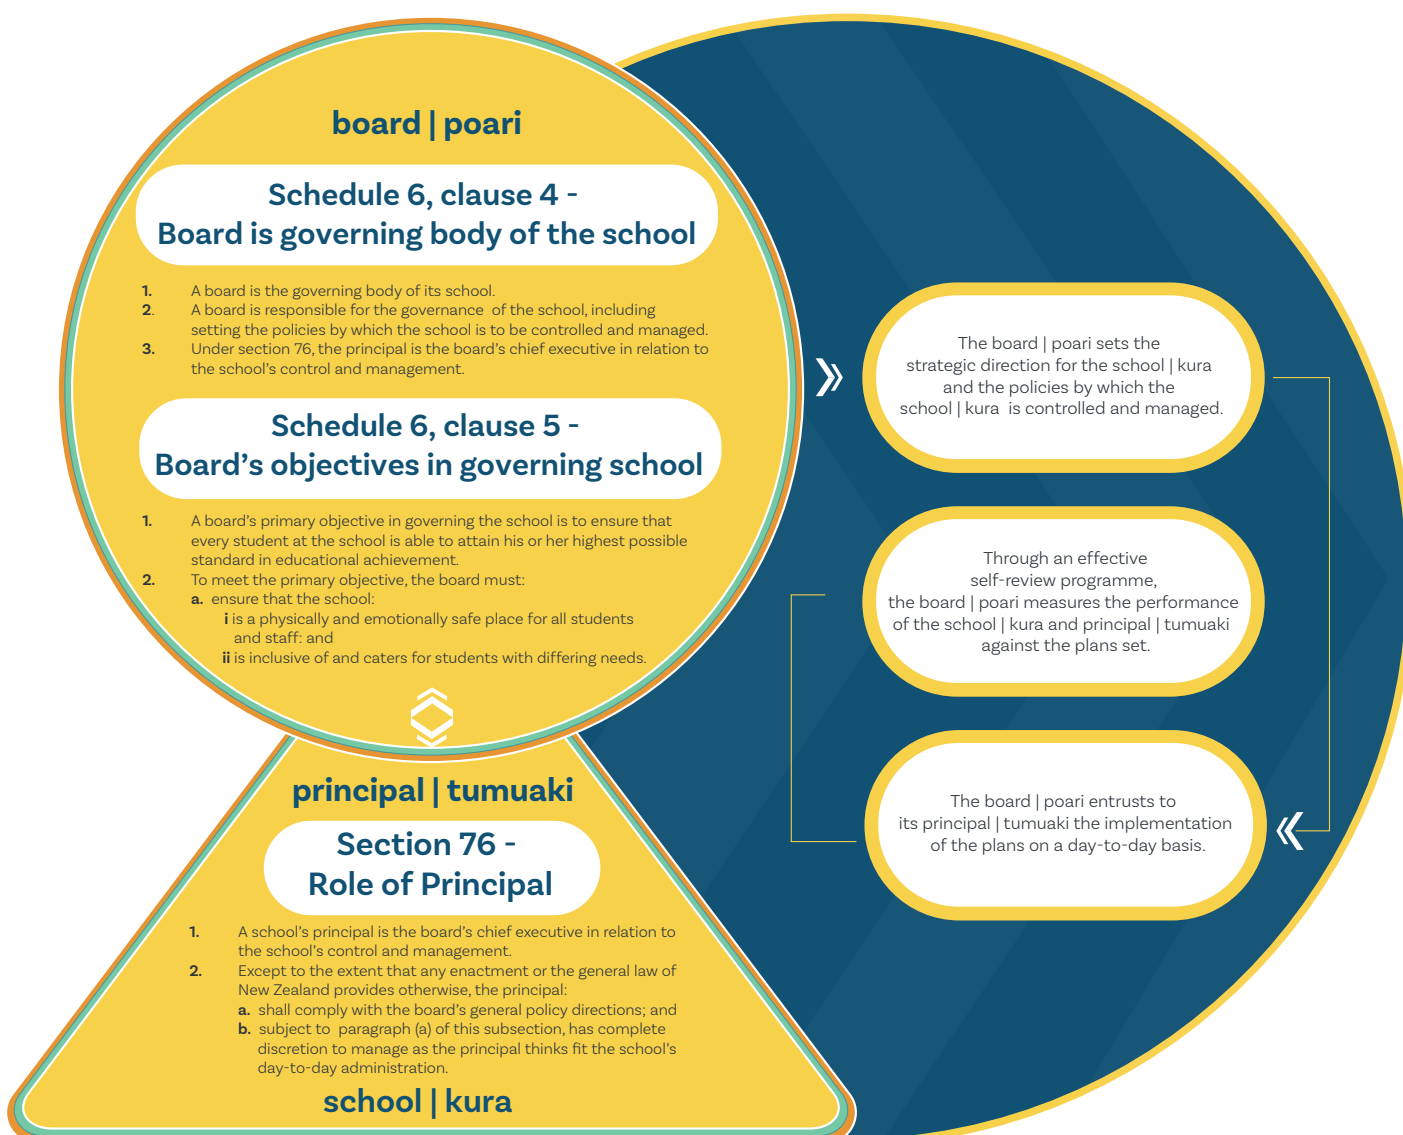 board | poari
Schedule 6, clause 4 -
Board is governing body of the school
1. A board is the governing body of its school.
2. A board is responsible for the governance of the school, including
setting the policies by which the school is to be controlled and managed.
3. Under section 76, the principal is the board's chief executive in relation to
the school's control and management.
Schedule 6, clause 5 -
Board's objectives in governing school
1. A board's primary objective in governing the school is to ensure that
every student at the school is able to attain his or her highest possible
standard in educational achievement.
2. To meet the primary objective, the board must:
a. ensure that the school:
i is a physically and emotionally safe place for all students
and staff: and
ii is inclusive of and caters for students with differing needs.
principal | tumuaki
Section 76 -
Role of Principal
1. A school's principal is the board's chief executive in relation to
the school's control and management.
2. Except to the extent that any enactment or the general law of
New Zealand provides otherwise, the principal:
a. shall comply with the board's general policy directions; and
b. subject to paragraph (a) of this subsection, has complete
discretion to manage as the principal thinks fit the school's
day-to-day administration.
school | kura
The board | poari sets the
strategic direction for the school | kura
and the policies by which the
school | kura is controlled and managed.
Through an effective
self-review programme,
the board | poari measures the performance
of the school | kura and principal | tumuaki
against the plans set.
The board | poari entrusts to
its principal | tumuaki the implementation
of the plans on a day-to-day basis.